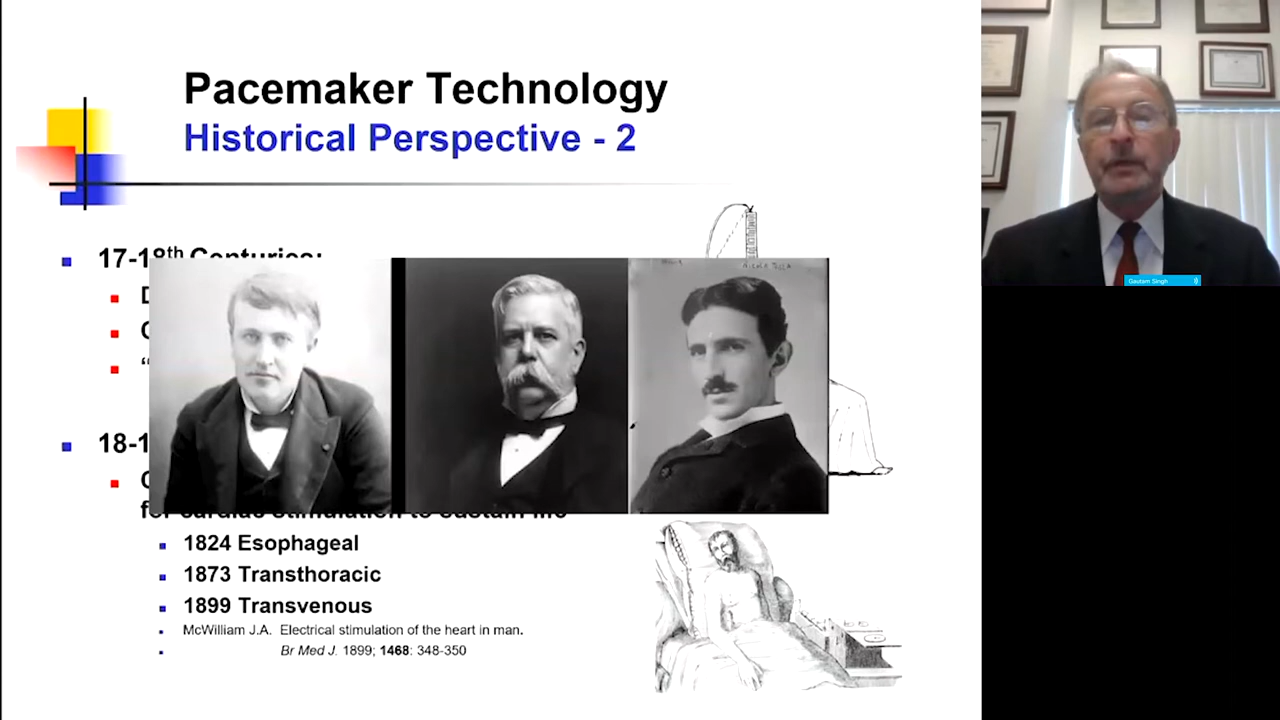 Pacemaker Technology
Historical Perspective - 2
17-18th Centuries:
18-1
for cardiac stimulation to sustain life
1824 Esophageal
1873 Transthoracic
1899 Transvenous
McWilliam J.A. Electrical stimulation of the heart in man.
Br Med J. 1899; 1468: 348-350
Gautam Singh